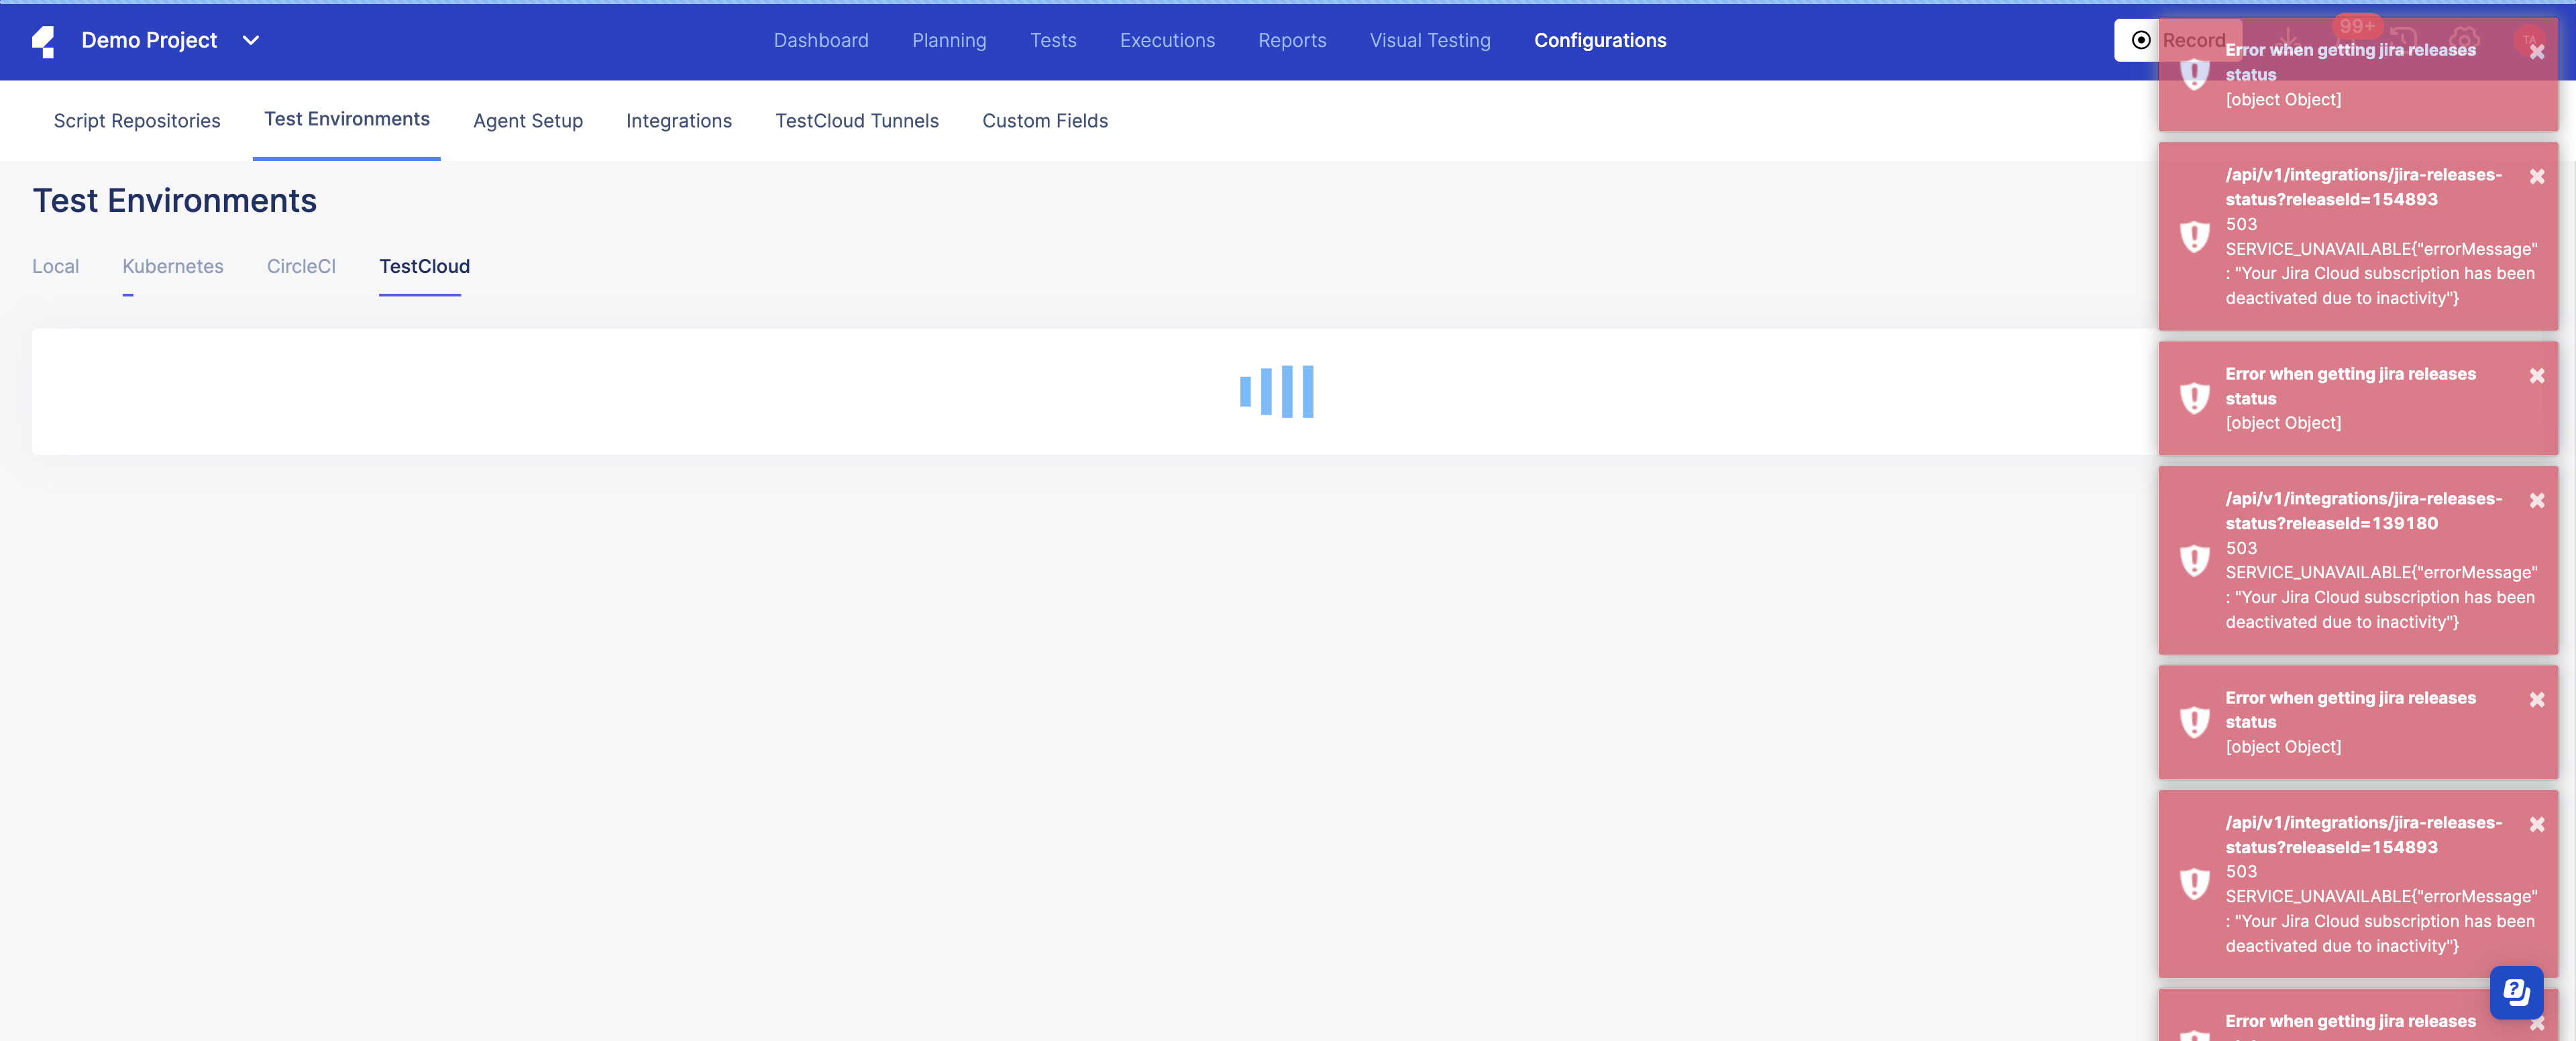 Demo Project
Dashboard
Planning
Tests
Executions
Reports
Visual Testing
Configurations
Record
99+
TA
Script Repositories
Test Environments
Agent Setup
Integrations
TestCloud Tunnels
Custom Fields
Test Environments
Local
Kubernetes
CircleCI
TestCloud
Error when getting jira releases
status
[object Object]
/api/v1/integrations/jira-releases-
status?releaseId=154893
503
SERVICE_UNAVAILABLE{"errorMessage"
: "Your Jira Cloud subscription has been
deactivated due to inactivity"}
Error when getting jira releases
status
[object Object]
/api/v1/integrations/jira-releases-
status?releaseId=139180
503
SERVICE_UNAVAILABLE{"errorMessage"
: "Your Jira Cloud subscription has been
deactivated due to inactivity"}
Error when getting jira releases
status
[object Object]
/api/v1/integrations/jira-releases-
status?releaseId=154893
503
SERVICE_UNAVAILABLE{"errorMessage"
: "Your Jira Cloud subscription has been
deactivated due to inactivity"}
Error when getting jira releases